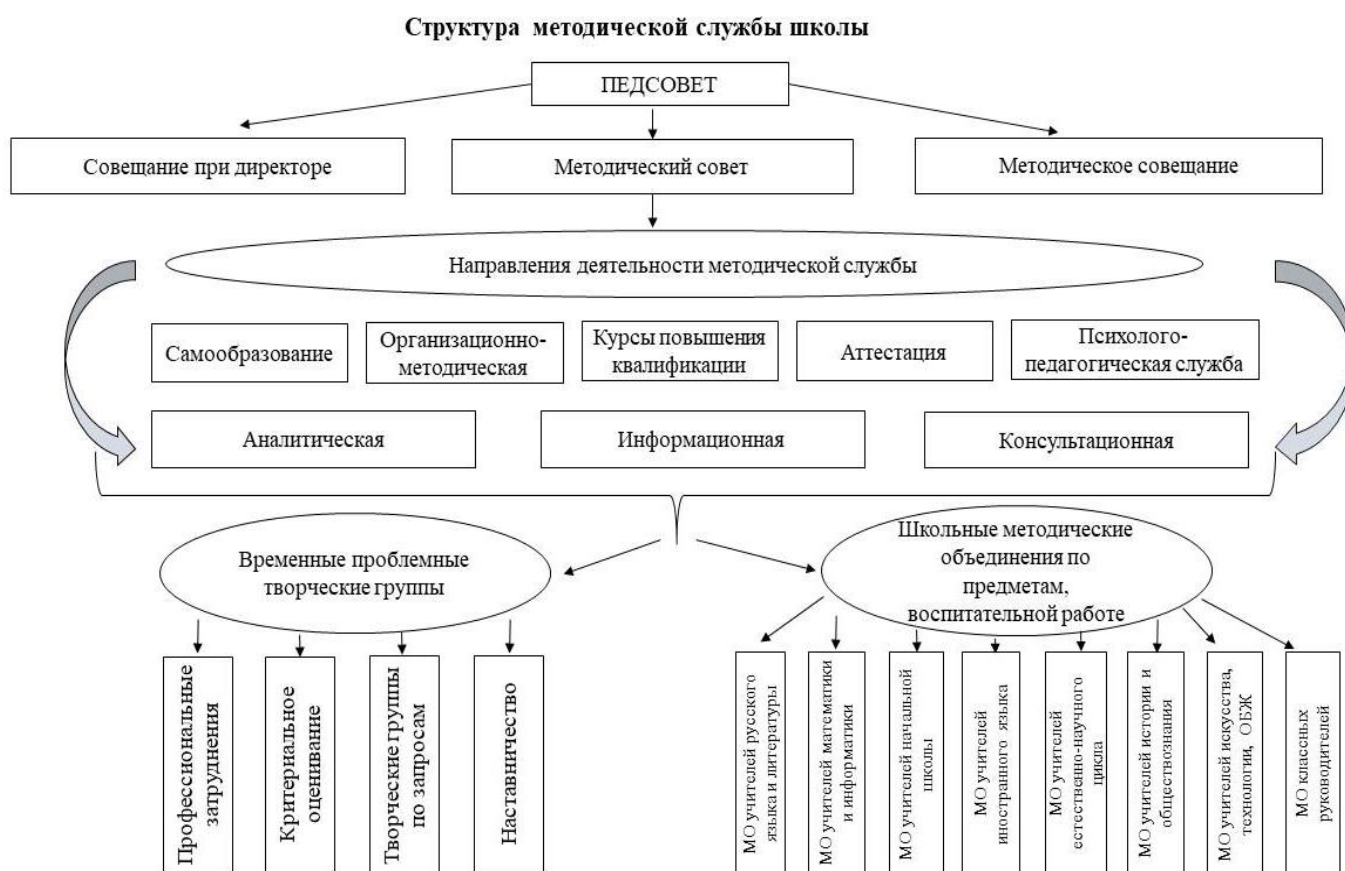 Структура методической службы школы
ПЕДСОВЕТ
Совещание при директоре
Методический совет
Методическое совещание
Направления деятельности методической службы
Самообразование
Организационно-
методическая
Курсы повышения
квалификации
Аттестация
Психолого-
педагогическая служба
Аналитическая
Информационная
Консультационная
Временные проблемные
творческие группы
Школьные методические
объединения по
предметам,
воспитательной работе
Профессиональные
затруднения
Критериальное
оценивание
Творческие группы
по запросам
Наставничество
МО учителей русского
языка и литературы
МО учителей математики
и информатики
МО учителей начальной
школы
МО учителей
иностранного языка
МО учителей
естественно-научного
цикла
МО учителей истории и
обществознания
МО учителей искусства,
технологии, ОБЖ
МО классных
руководителей